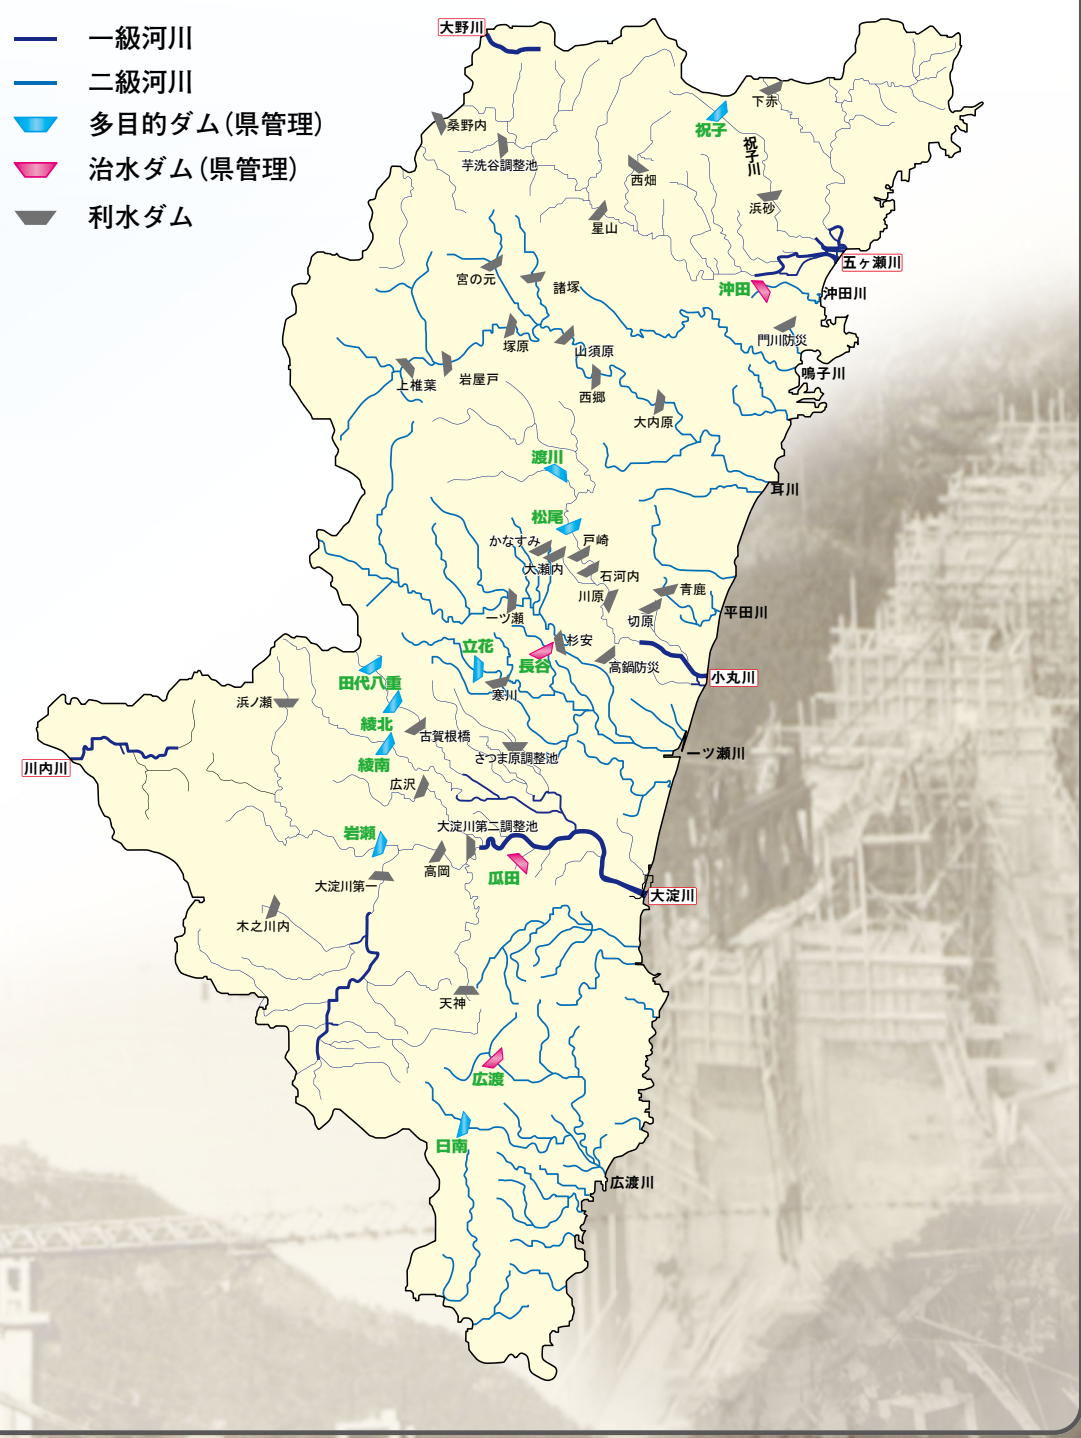 一級河川
二級河川
多目的ダム（県管理）
治水ダム（県管理）
利水ダム
大野川
下赤
桑野内
祝子
芋洗谷調整池
祝子川
西畑
浜砂
星山
五ヶ瀬川
宮の元
諸塚
沖田
沖田川
門川防災
塚原
山須原
鳴子川
上椎葉
岩屋戸
西郷
大内原
渡川
耳川
松尾
かなすみ
戸崎
大瀬内
石河内
青鹿
川原
一ツ瀬
切原
平田川
杉安
立花
長谷
高鍋防災
小丸川
田代八重
寒川
浜ノ瀬
綾北
古賀根橋
一ツ瀬川
綾南
さつま原調整池
川内川
広沢
大淀川第二調整池
岩瀬
高岡
瓜田
大淀川第一
大淀川
木之川内
天神
広渡
日南
広渡川